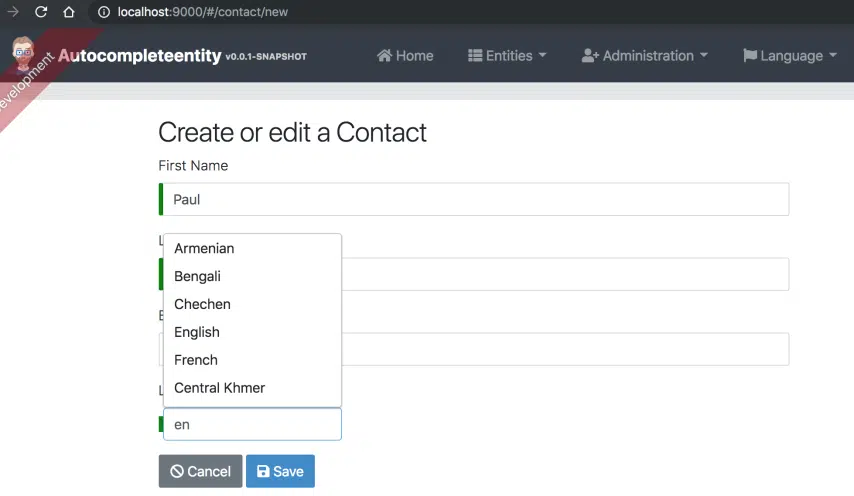 localhost:9000/#/contact/new
Autocompleteentity v0.0.1-SNAPSHOT
Home
Entities
Administration
Language
Create or edit a Contact
First Name
Paul
L
Armenian
Bengali
Chechen
E
English
French
Central Khmer
L
en
Cancel
Save